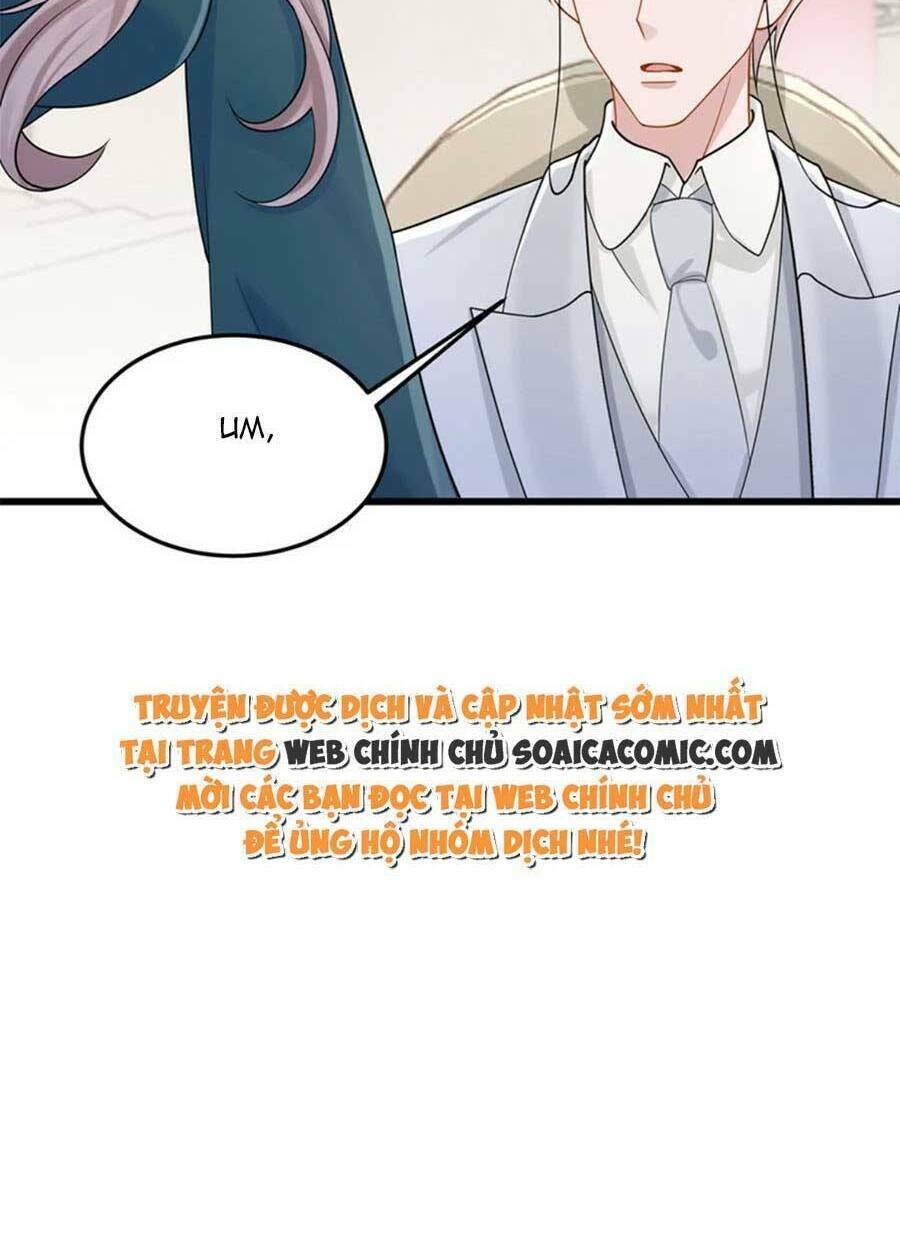 UM,
TRUYỆN ĐƯỢC DỊCH VÀ CẬP NHẬT SỚM NHẤT
TẠI TRANG WEB CHÍNH CHỦ SOAICACOMIC.COM
MỜI CÁC BẠN ĐỌC TẠI WEB CHÍNH CHỦ
ĐỂ ỦNG HỘ NHÓM DỊCH NHÉ!